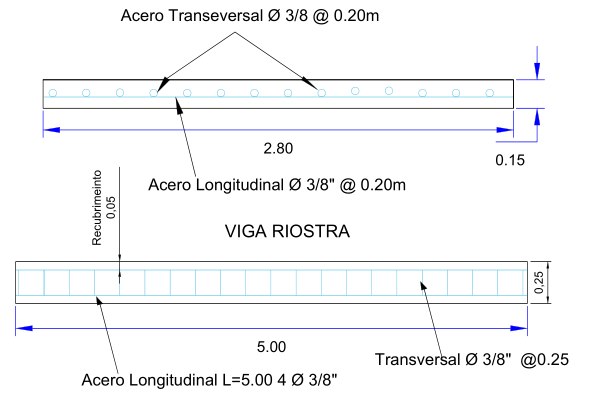 Acero Transeversal Ø 3/8 @ 0.20m
2.80
0.15
Acero Longitudinal Ø 3/8" @ 0.20m
Recubrimeinto
0,05
VIGA RIOSTRA
0,25
5.00
Transversal Ø 3/8" @0.25
Acero Longitudinal L=5.00 4 Ø 3/8"